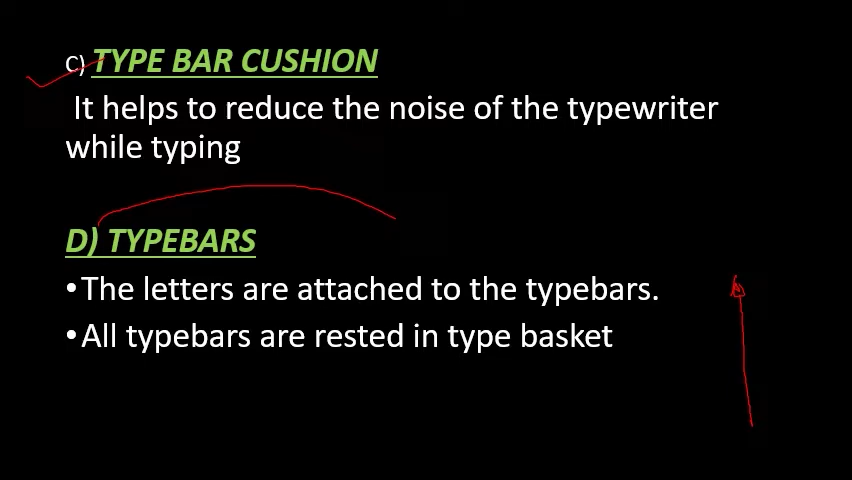 C) TYPE BAR CUSHION
It helps to reduce the noise of the typewriter
while typing
D) TYPEBARS
•The letters are attached to the typebars.
•All typebars are rested in type basket